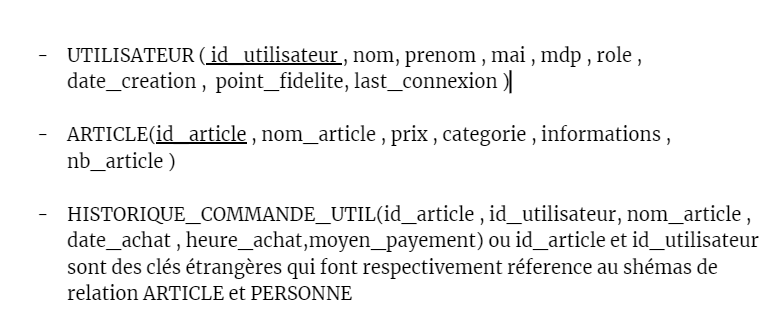 - UTILISATEUR ( id_utilisateur , nom, prenom , mai , mdp , role ,
date_creation , point_fidelite, last_connexion )
- ARTICLE(id_article , nom_article , prix , categorie , informations ,
nb_article )
- HISTORIQUE_COMMANDE_UTIL(id_article , id_utilisateur, nom_article ,
date_achat , heure_achat,moyen_payement) ou id_article et id_utilisateur
sont des clés étrangères qui font respectivement réference au shémas de
relation ARTICLE et PERSONNE